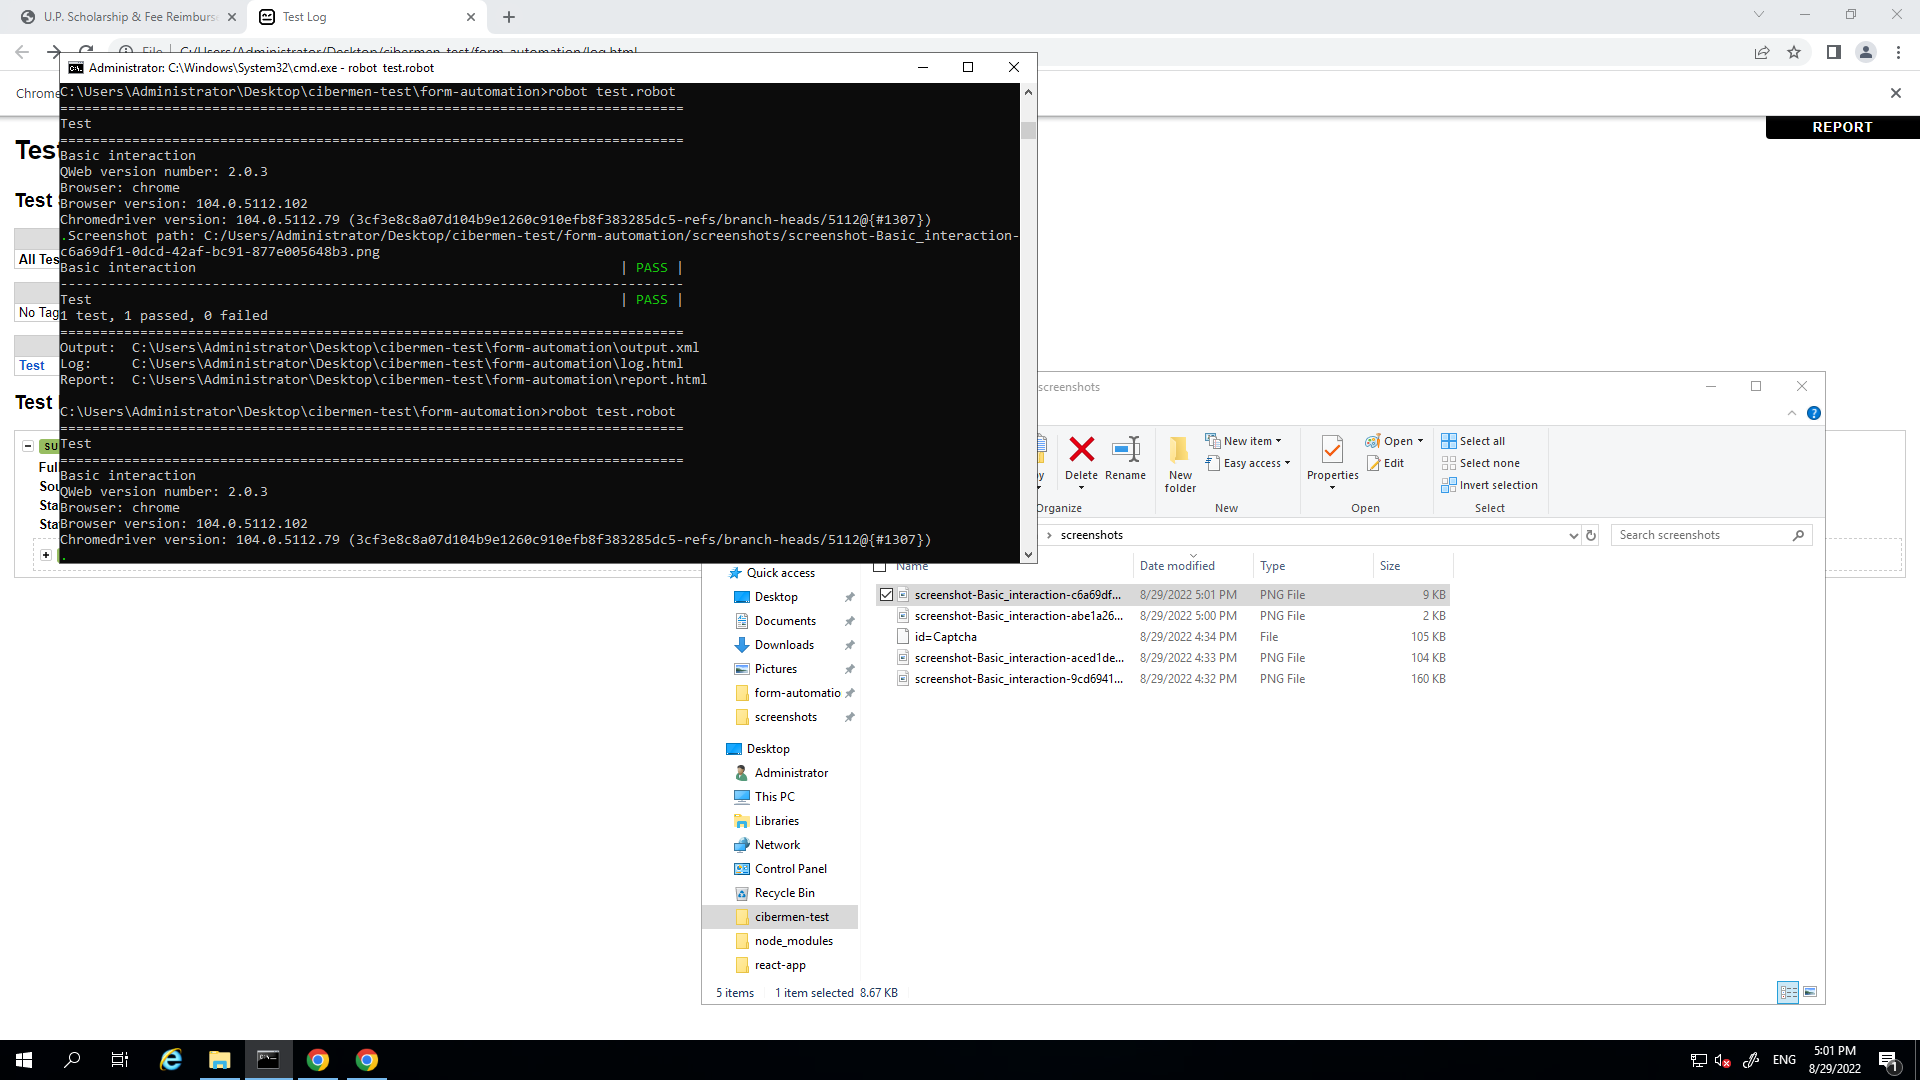 U.P. Scholarship & Fee Reimburs
Test Log
File
C:/Users/Administrator/Desktop/cibermen-test/form-automation/log.html
Chrome
REPORT
Administrator: C:\Windows\System32\cmd.exe - robot  test.robot
C:\Users\Administrator\Desktop\cibermen-test\form-automation>robot test.robot
==============================================================================
Test
==============================================================================
Basic interaction
QWeb version number: 2.0.3
Browser: chrome
Browser version: 104.0.5112.102
Chromedriver version: 104.0.5112.79 (3cf3e8c8a07d104b9e1260c910efb8f383285dc5-refs/branch-heads/5112@{#1307})
.Screenshot path: C:/Users/Administrator/Desktop/cibermen-test/form-automation/screenshots/screenshot-Basic_interaction-
c6a69df1-0dcd-42af-bc91-877e005648b3.png
Basic interaction | PASS |
------------------------------------------------------------------------------
Test | PASS |
1 test, 1 passed, 0 failed
==============================================================================
Output:  C:\Users\Administrator\Desktop\cibermen-test\form-automation\output.xml
Log:     C:\Users\Administrator\Desktop\cibermen-test\form-automation\log.html
Report:  C:\Users\Administrator\Desktop\cibermen-test\form-automation\report.html
C:\Users\Administrator\Desktop\cibermen-test\form-automation>robot test.robot
==============================================================================
Test
==============================================================================
Basic interaction
QWeb version number: 2.0.3
Browser: chrome
Browser version: 104.0.5112.102
Chromedriver version: 104.0.5112.79 (3cf3e8c8a07d104b9e1260c910efb8f383285dc5-refs/branch-heads/5112@{#1307})
.
Test
All Tes
No Tag
Test
Test
SU
Full
Sou
Sta
Sta
screenshots
Delete
Rename
New folder
New item
Easy access
Properties
Open
Edit
Select all
Select none
Invert selection
Organize
New
Open
Select
screenshots
Search screenshots
Name
Date modified
Type
Size
screenshot-Basic_interaction-c6a69df... 8/29/2022 5:01 PM PNG File 9 KB
screenshot-Basic_interaction-abe1a26... 8/29/2022 5:00 PM PNG File 2 KB
id=Captcha 8/29/2022 4:34 PM File 105 KB
screenshot-Basic_interaction-aced1de... 8/29/2022 4:33 PM PNG File 104 KB
screenshot-Basic_interaction-9cd6941... 8/29/2022 4:32 PM PNG File 160 KB
Quick access
Desktop
Documents
Downloads
Pictures
form-automatio
screenshots
Desktop
Administrator
This PC
Libraries
Network
Control Panel
Recycle Bin
cibermen-test
node_modules
react-app
5 items
1 item selected  8.67 KB
ENG
5:01 PM
8/29/2022
1